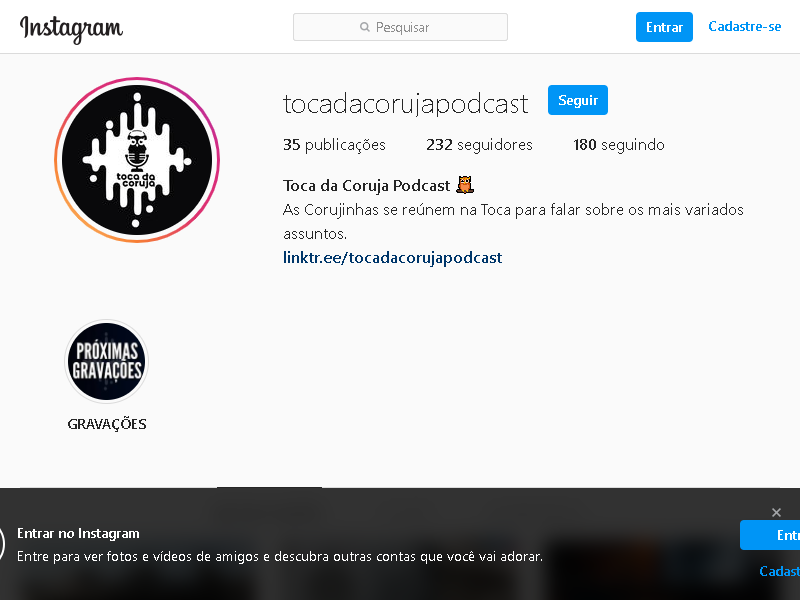 Instagram
Pesquisar
Entrar
Cadastre-se
toca da
coruja
tocadacorujapodcast
Seguir
35 publicações
232 seguidores
180 seguindo
Toca da Coruja Podcast
As Corujinhas se reúnem na Toca para falar sobre os mais variados
assuntos.
linktr.ee/tocadacorujapodcast
PRÓXIMAS
GRAVAÇÕES
GRAVAÇÕES
Entrar no Instagram
Entre para ver fotos e vídeos de amigos e descubra outras contas que você vai adorar.
Entr
Cadast